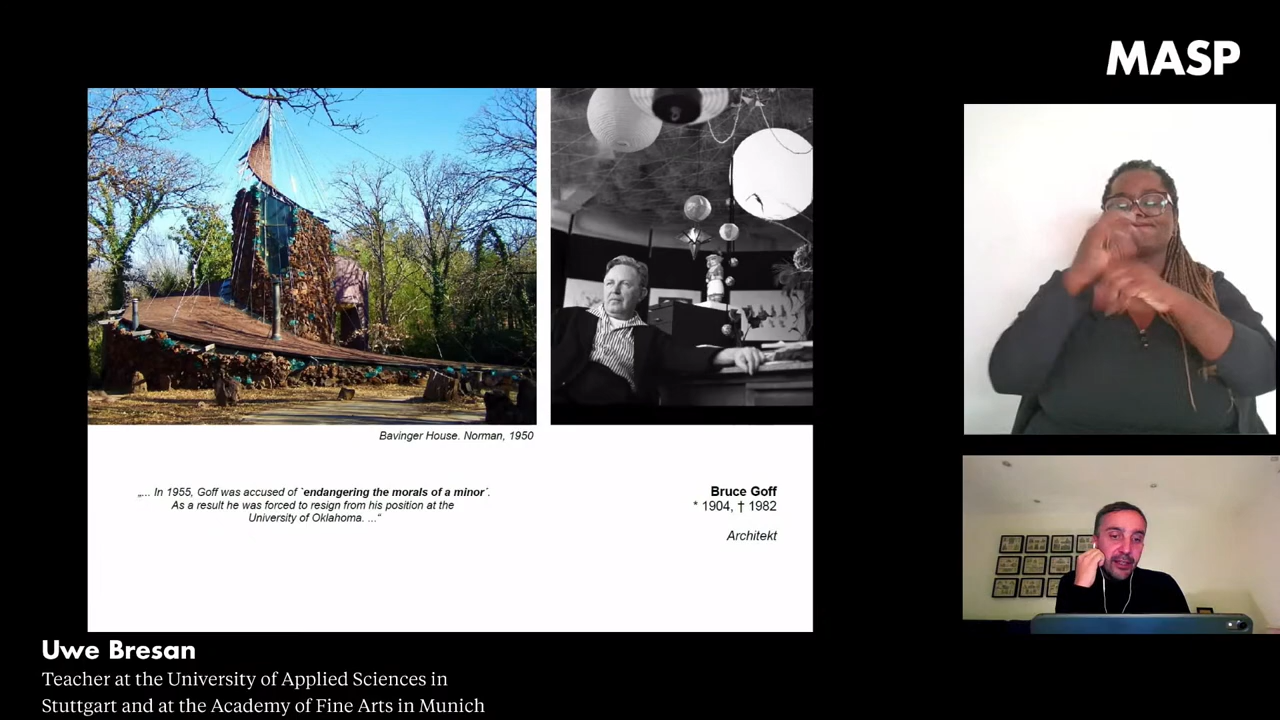 MASP
Bavinger House. Norman, 1950
„... In 1955, Goff was accused of `endangering the morals of a minor´.
As a result he was forced to resign from his position at the
University of Oklahoma. ...“
Bruce Goff
* 1904, † 1982
Architekt
Uwe Bresan
Teacher at the University of Applied Sciences in
Stuttgart and at the Academy of Fine Arts in Munich